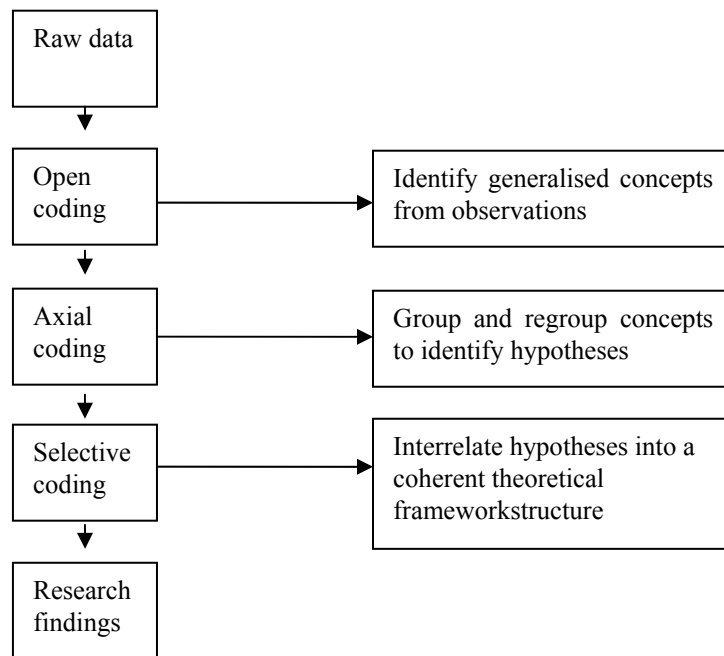 Raw data
Open
coding
Identify generalised concepts
from observations
Axial
coding
Group and regroup concepts
to identify hypotheses
Selective
coding
Interrelate hypotheses into a
coherent theoretical
frameworkstructure
Research
findings